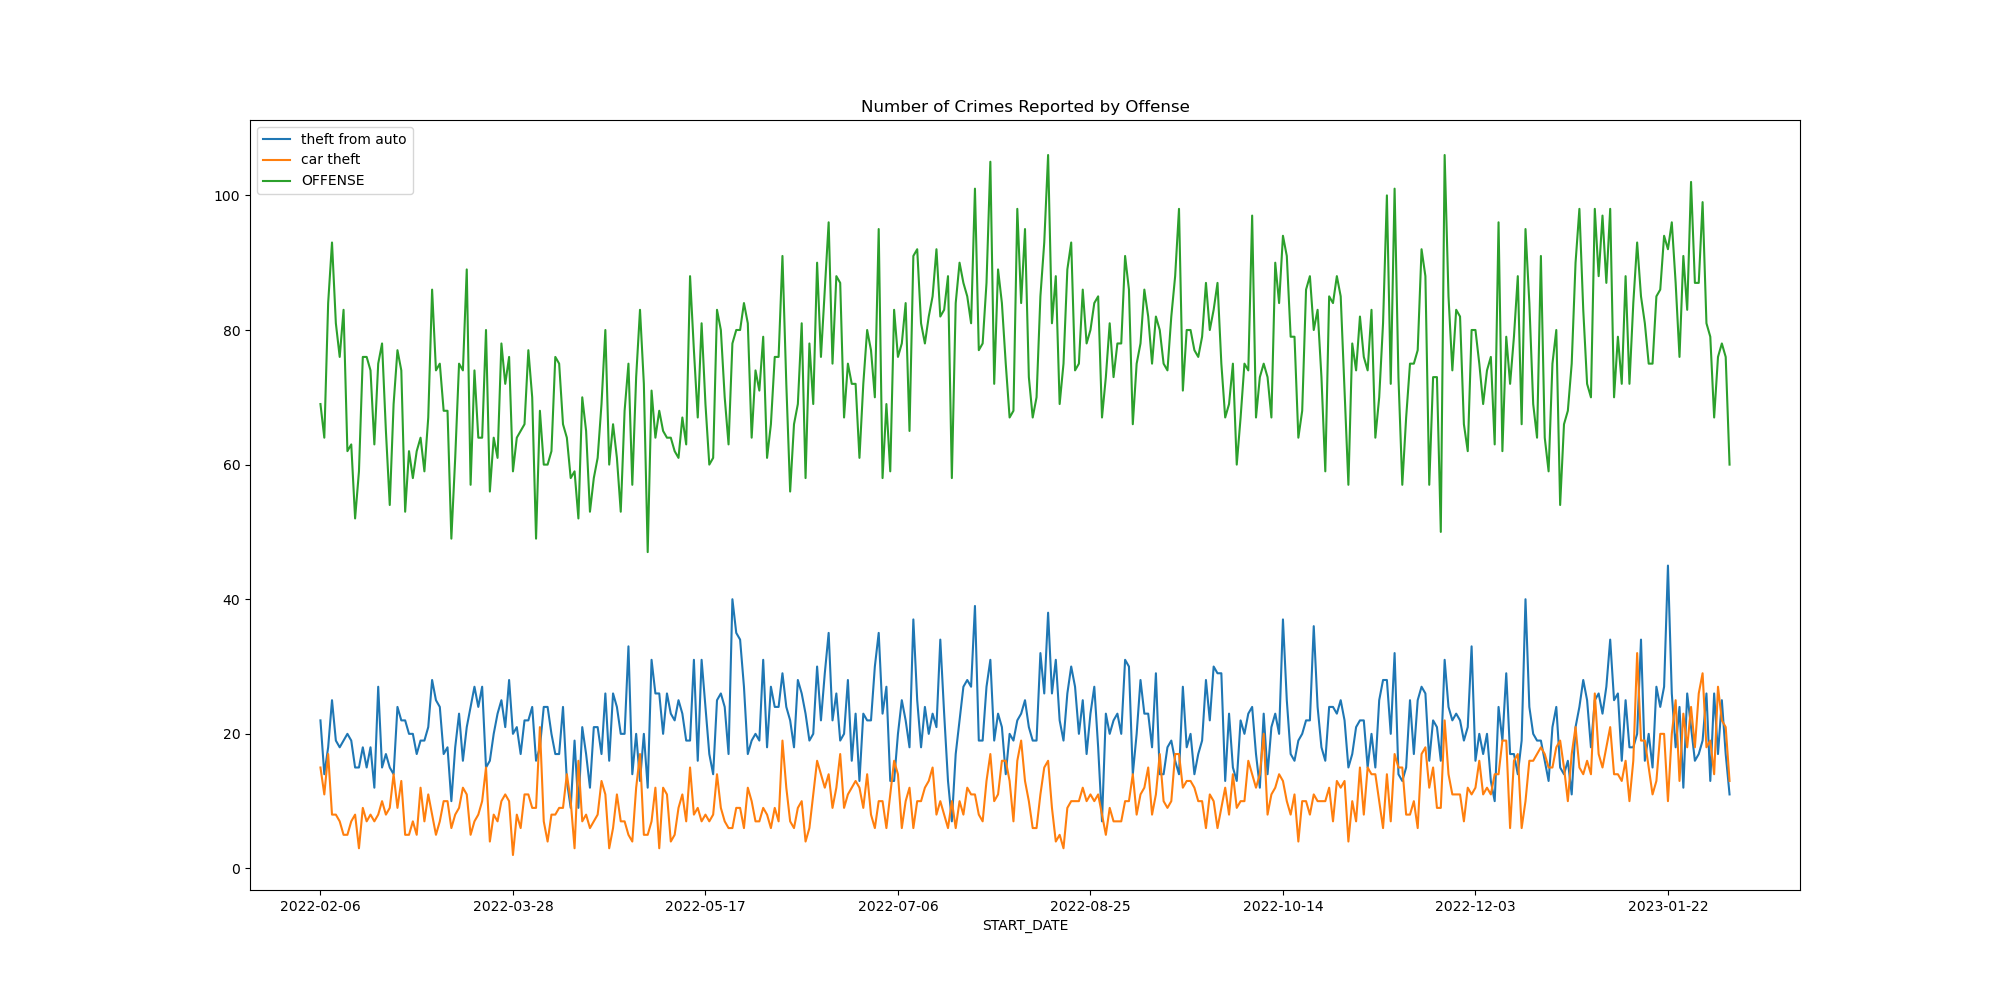 Number of Crimes Reported by Offense
theft from auto
car theft
OFFENSE
100
80
60
40
20
0
2022-02-06 2022-03-28 2022-05-17 2022-07-06 2022-08-25 2022-10-14 2022-12-03 2023-01-22
START_DATE